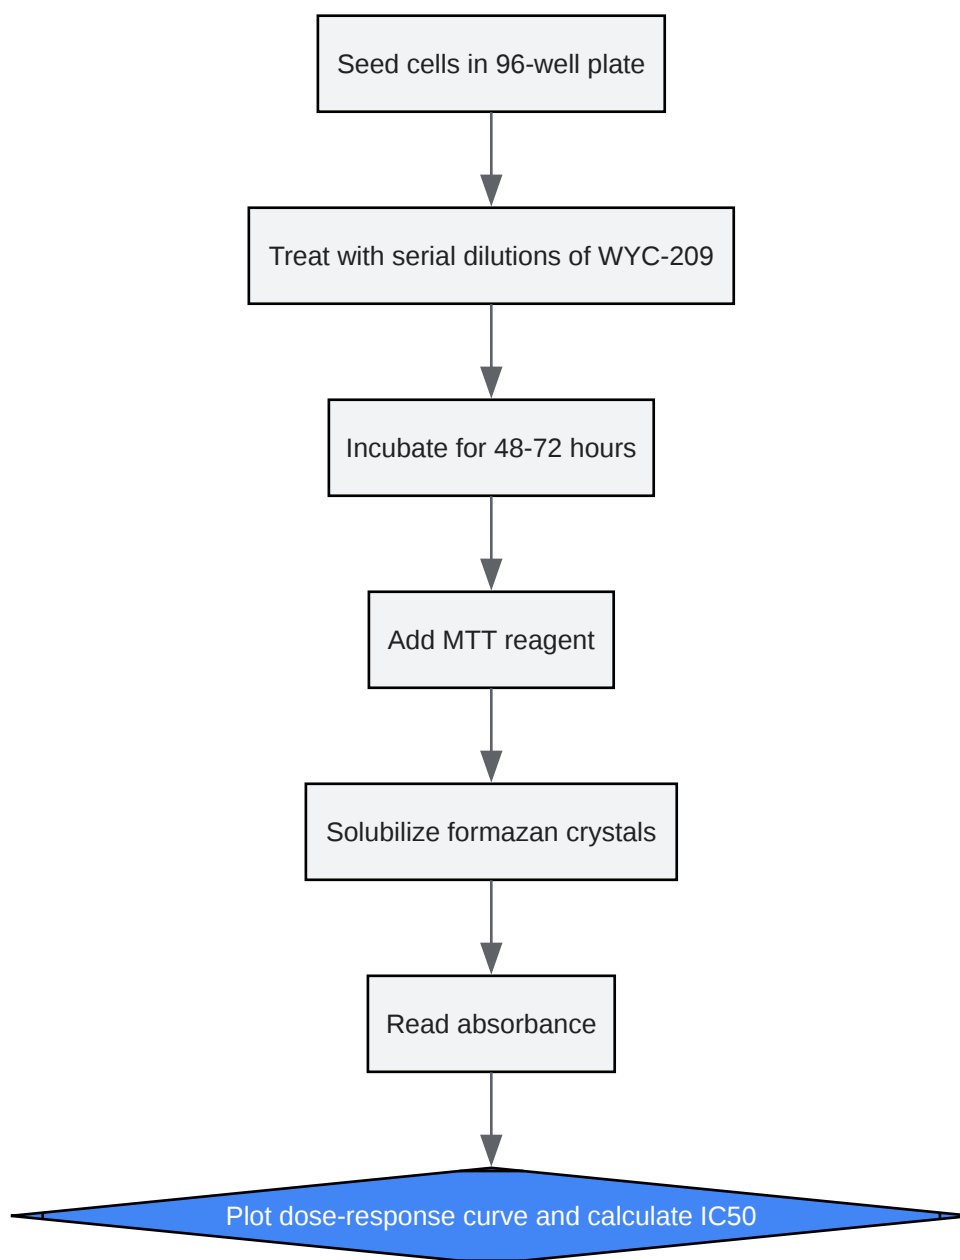 Seed cells in 96-well plate
Treat with serial dilutions of WYC-209
Incubate for 48-72 hours
Add MTT reagent
Solubilize formazan crystals
Read absorbance
Plot dose-response curve and calculate IC50